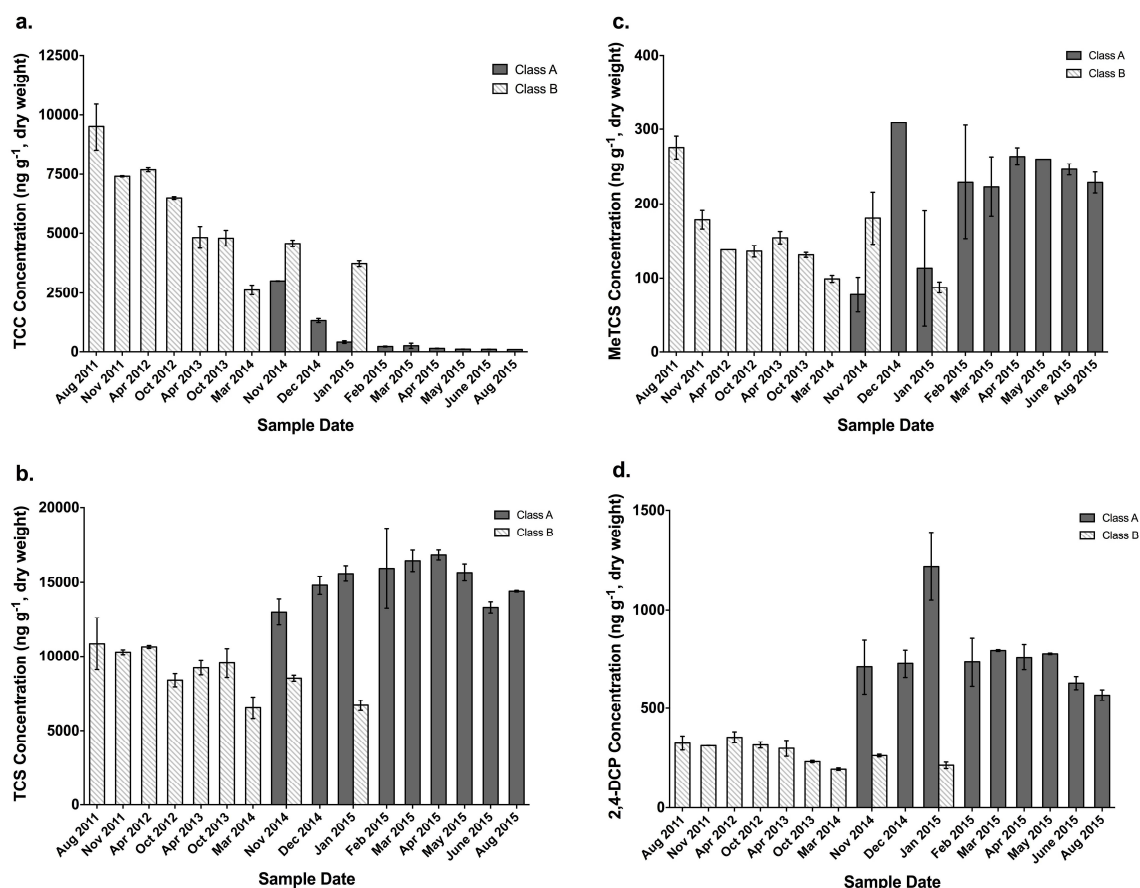 a.
TCC Concentration (ng g⁻¹, dry weight)
12500
10000
7500
5000
2500
0
Class A
Class B
Aug 2011
Nov 2011
Apr 2012
Oct 2012
Apr 2013
Oct 2013
Mar 2014
Nov 2014
Dec 2014
Jan 2015
Feb 2015
Mar 2015
Apr 2015
May 2015
June 2015
Aug 2015
Sample Date
c.
MeTCS Concentration (ng g⁻¹, dry weight)
400
300
200
100
0
Class A
Class B
Aug 2011
Nov 2011
Apr 2012
Oct 2012
Apr 2013
Oct 2013
Mar 2014
Nov 2014
Dec 2014
Jan 2015
Feb 2015
Mar 2015
Apr 2015
May 2015
June 2015
Aug 2015
Sample Date
b.
TCS Concentration (ng g⁻¹, dry weight)
20000
15000
10000
5000
0
Class A
Class B
Aug 2011
Nov 2011
Apr 2012
Oct 2012
Apr 2013
Oct 2013
Mar 2014
Nov 2014
Dec 2014
Jan 2015
Feb 2015
Mar 2015
Apr 2015
May 2015
June 2015
Aug 2015
Sample Date
d.
2,4-DCP Concentration (ng g⁻¹, dry weight)
1500
1000
500
0
Class A
Class D
Aug 2011
Nov 2011
Apr 2012
Oct 2012
Apr 2013
Oct 2013
Mar 2014
Nov 2014
Dec 2014
Jan 2015
Feb 2015
Mar 2015
Apr 2015
May 2015
June 2015
Aug 2015
Sample Date